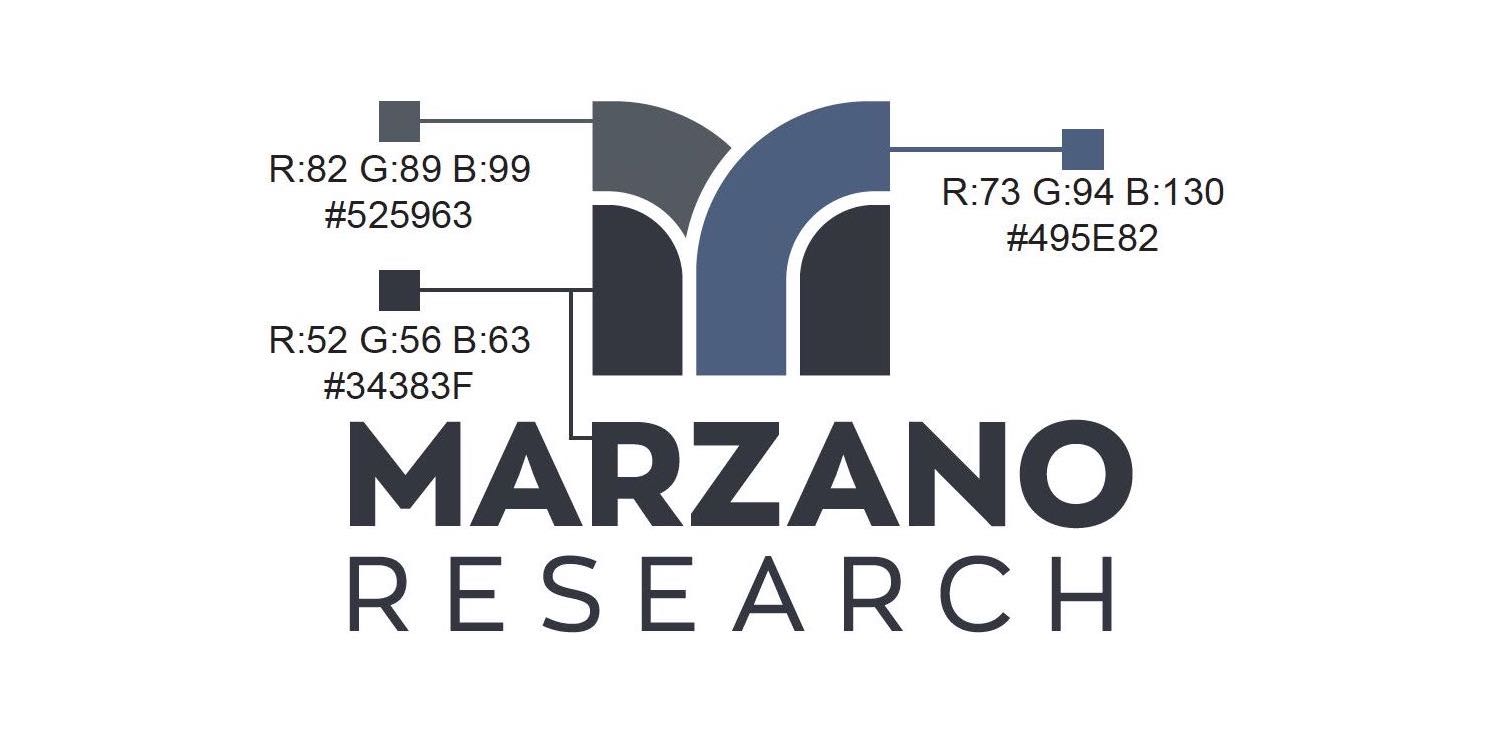 R:82 G:89 B:99
#525963
R:73 G:94 B:130
#495E82
R:52 G:56 B:63
#34383F
MARZANO
RESEARCH